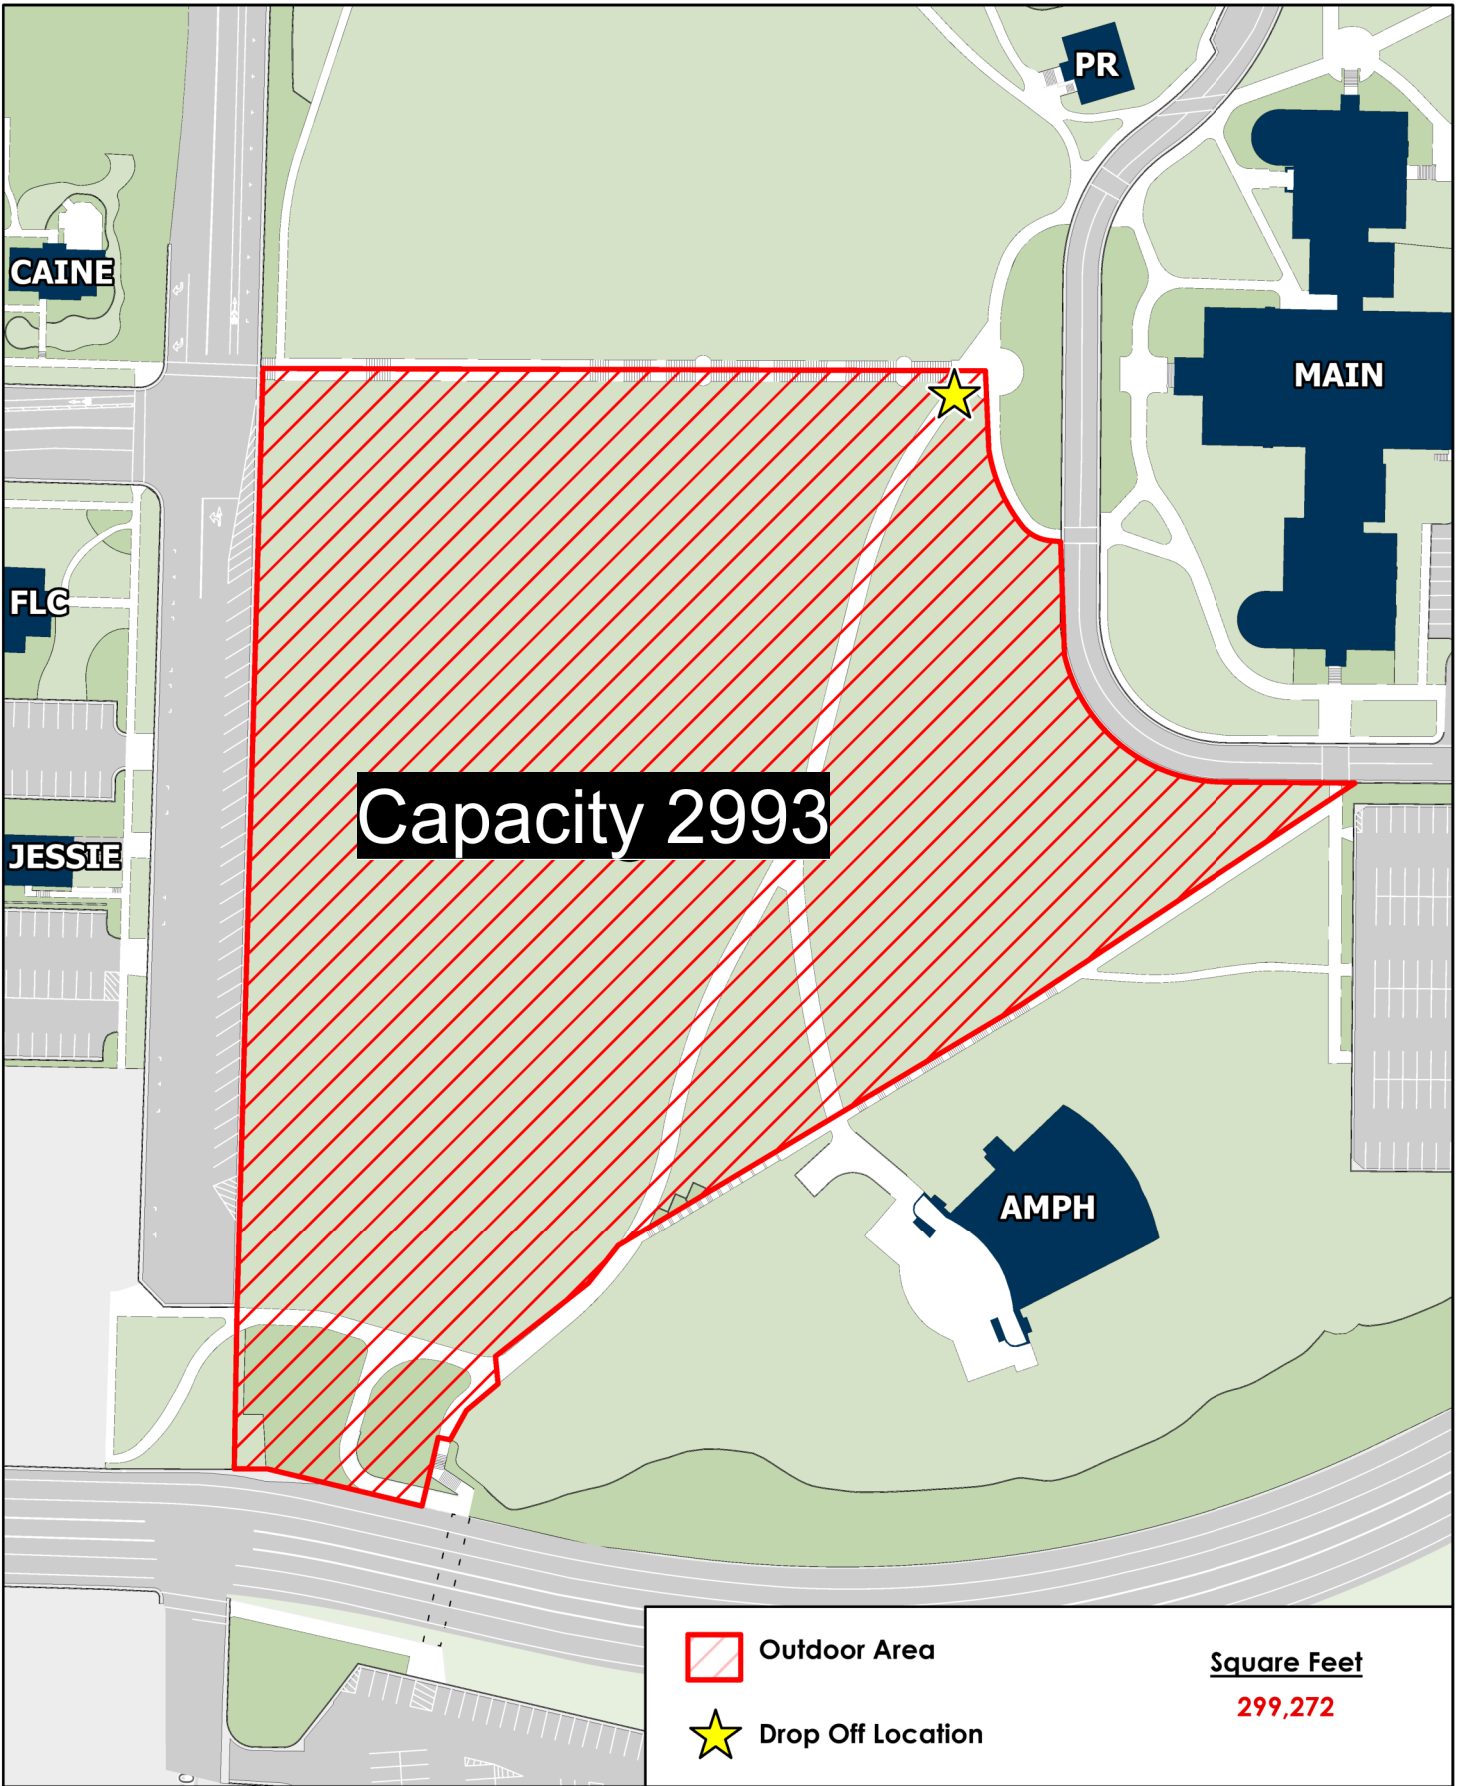 PR
CAINE
MAIN
FLC
Capacity 2993
JESSIE
AMPH
Outdoor Area
Square Feet
299,272
Drop Off Location